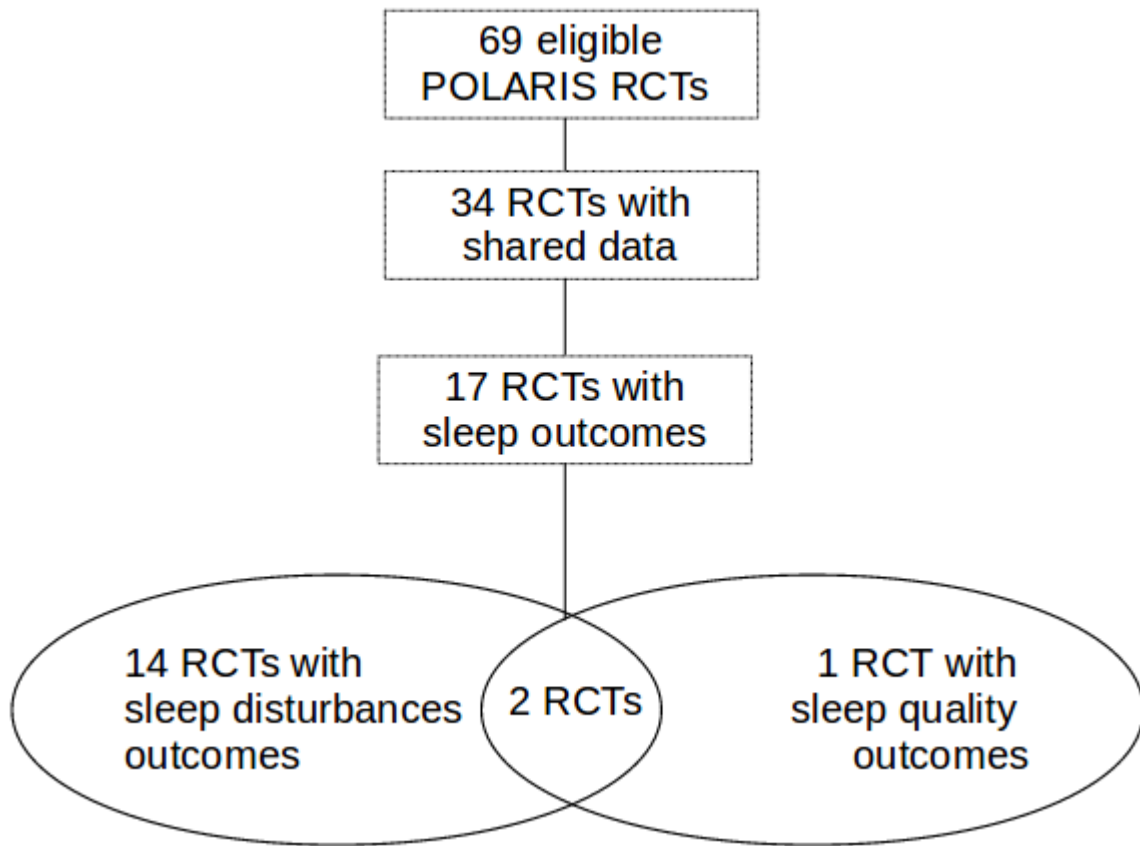 69 eligible
POLARIS RCTs
34 RCTs with
shared data
17 RCTs with
sleep outcomes
14 RCTs with
sleep disturbances
outcomes
2 RCTs
1 RCT with
sleep quality
outcomes